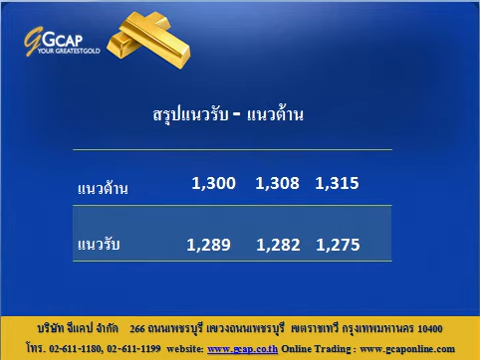 GCAP
YOUR GREATESTGOLD
สรุปแนวรับ - แนวต้าน
แนวต้าน 1,300 1,308 1,315
แนวรับ 1,289 1,282 1,275
บริษัท จีแคป จำกัด 266 ถนนเพชรบุรี แขวงถนนเพชรบุรี เขตราชเทวี กรุงเทพมหานคร 10400
โทร. 02-611-1180, 02-611-1199 website: www.gcap.co.th Online Trading : www.gcaponline.com